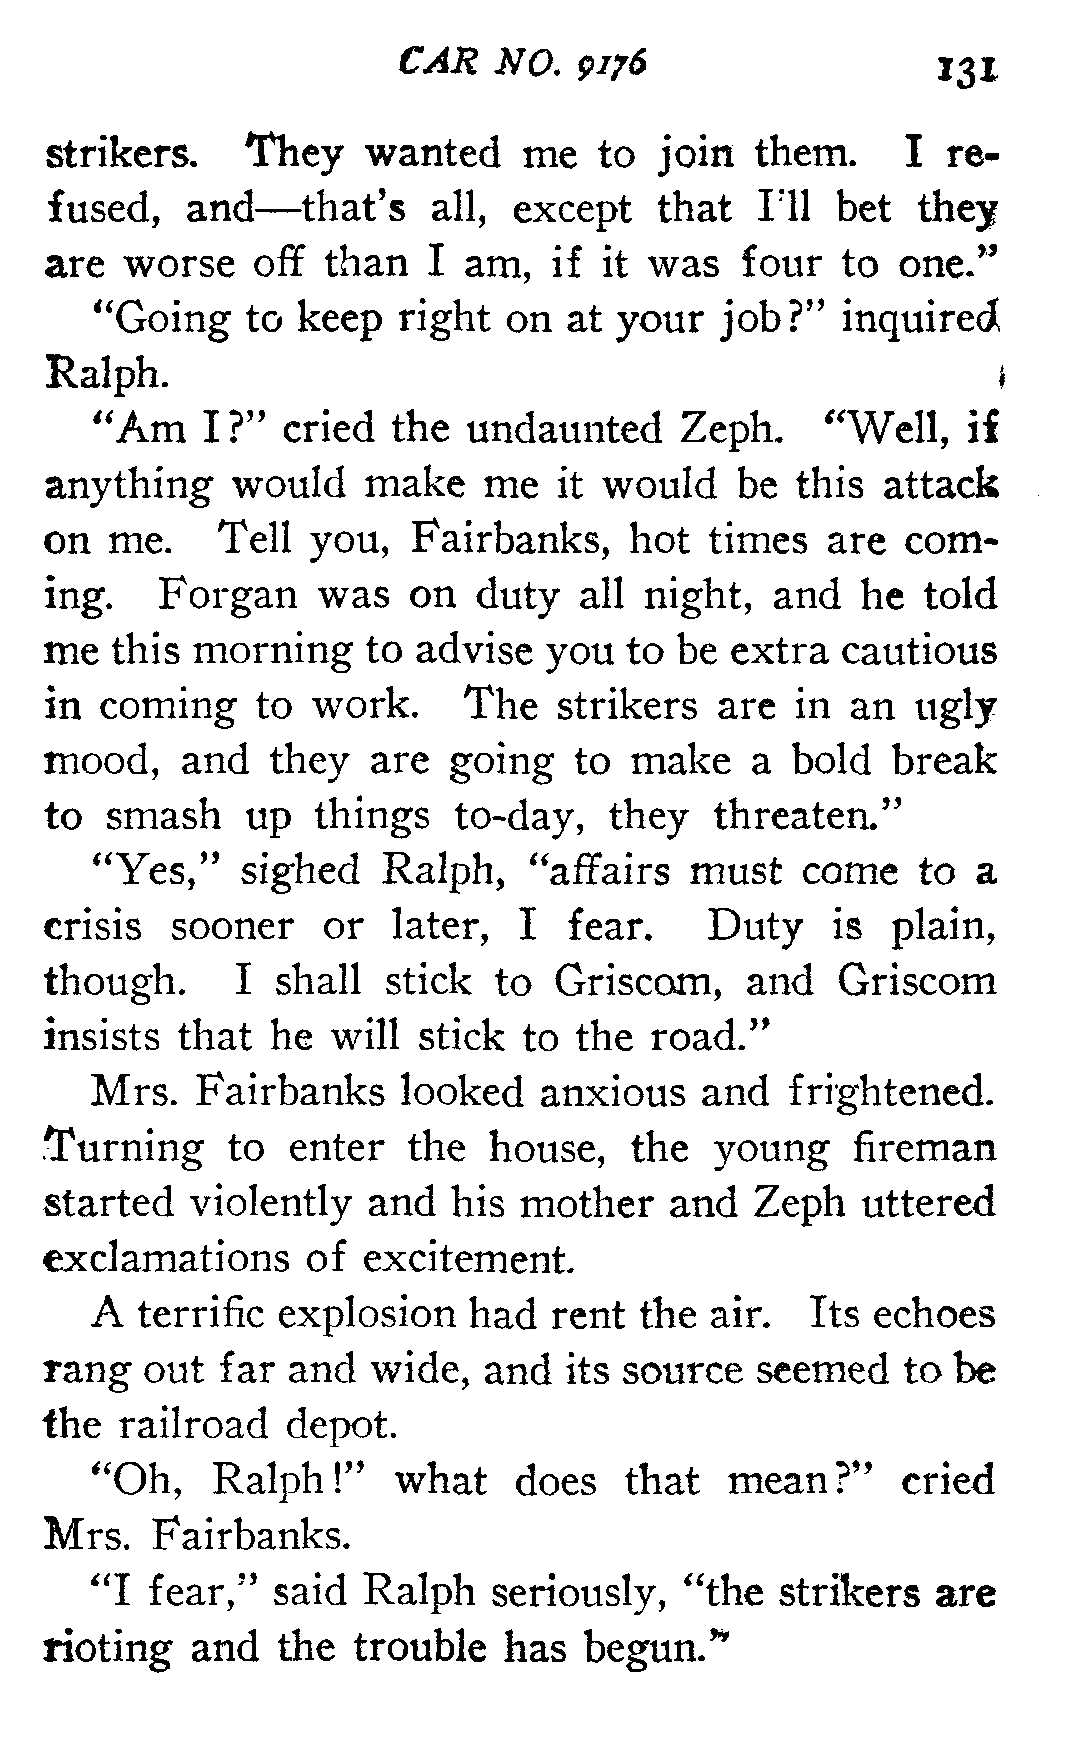 CAR NO. 9176 131
strikers. They wanted me to join them. I re-
fused, and—that's all, except that I'll bet they
are worse off than I am, if it was four to one."
"Going to keep right on at your job?" inquired
Ralph.
"Am I?" cried the undaunted Zeph. "Well, if
anything would make me it would be this attack
on me. Tell you, Fairbanks, hot times are com-
ing. Forgan was on duty all night, and he told
me this morning to advise you to be extra cautious
in coming to work. The strikers are in an ugly
mood, and they are going to make a bold break
to smash up things to-day, they threaten."
"Yes," sighed Ralph, "affairs must come to a
crisis sooner or later, I fear. Duty is plain,
though. I shall stick to Griscom, and Griscom
insists that he will stick to the road."
Mrs. Fairbanks looked anxious and frightened.
Turning to enter the house, the young fireman
started violently and his mother and Zeph uttered
exclamations of excitement.
A terrific explosion had rent the air. Its echoes
rang out far and wide, and its source seemed to be
the railroad depot.
"Oh, Ralph!" what does that mean?" cried
Mrs. Fairbanks.
"I fear," said Ralph seriously, "the strikers are
rioting and the trouble has begun."